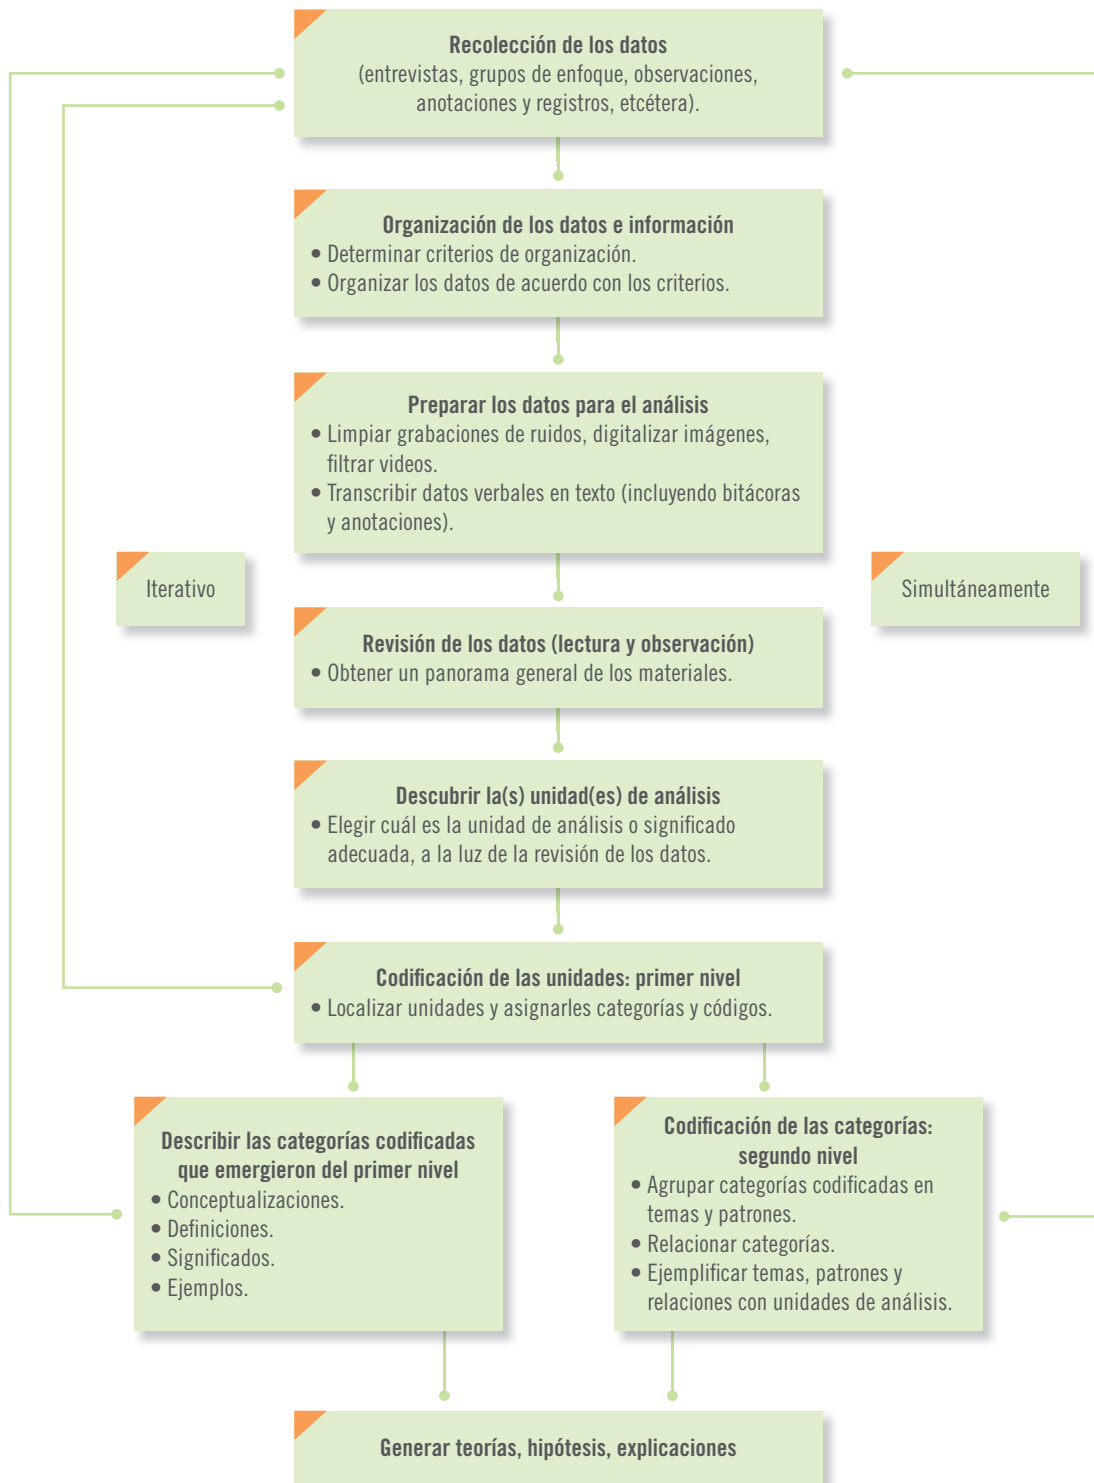 Recolección de los datos
(entrevistas, grupos de enfoque, observaciones,
anotaciones y registros, etcétera).
Organización de los datos e información
• Determinar criterios de organización.
• Organizar los datos de acuerdo con los criterios.
Preparar los datos para el análisis
• Limpiar grabaciones de ruidos, digitalizar imágenes,
filtrar videos.
• Transcribir datos verbales en texto (incluyendo bitácoras
y anotaciones).
Iterativo
Simultáneamente
Revisión de los datos (lectura y observación)
• Obtener un panorama general de los materiales.
Descubrir la(s) unidad(es) de análisis
• Elegir cuál es la unidad de análisis o significado
adecuada, a la luz de la revisión de los datos.
Codificación de las unidades: primer nivel
• Localizar unidades y asignarles categorías y códigos.
Describir las categorías codificadas
que emergieron del primer nivel
• Conceptualizaciones.
• Definiciones.
• Significados.
• Ejemplos.
Codificación de las categorías:
segundo nivel
• Agrupar categorías codificadas en
temas y patrones.
• Relacionar categorías.
• Ejemplificar temas, patrones y
relaciones con unidades de análisis.
Generar teorías, hipótesis, explicaciones